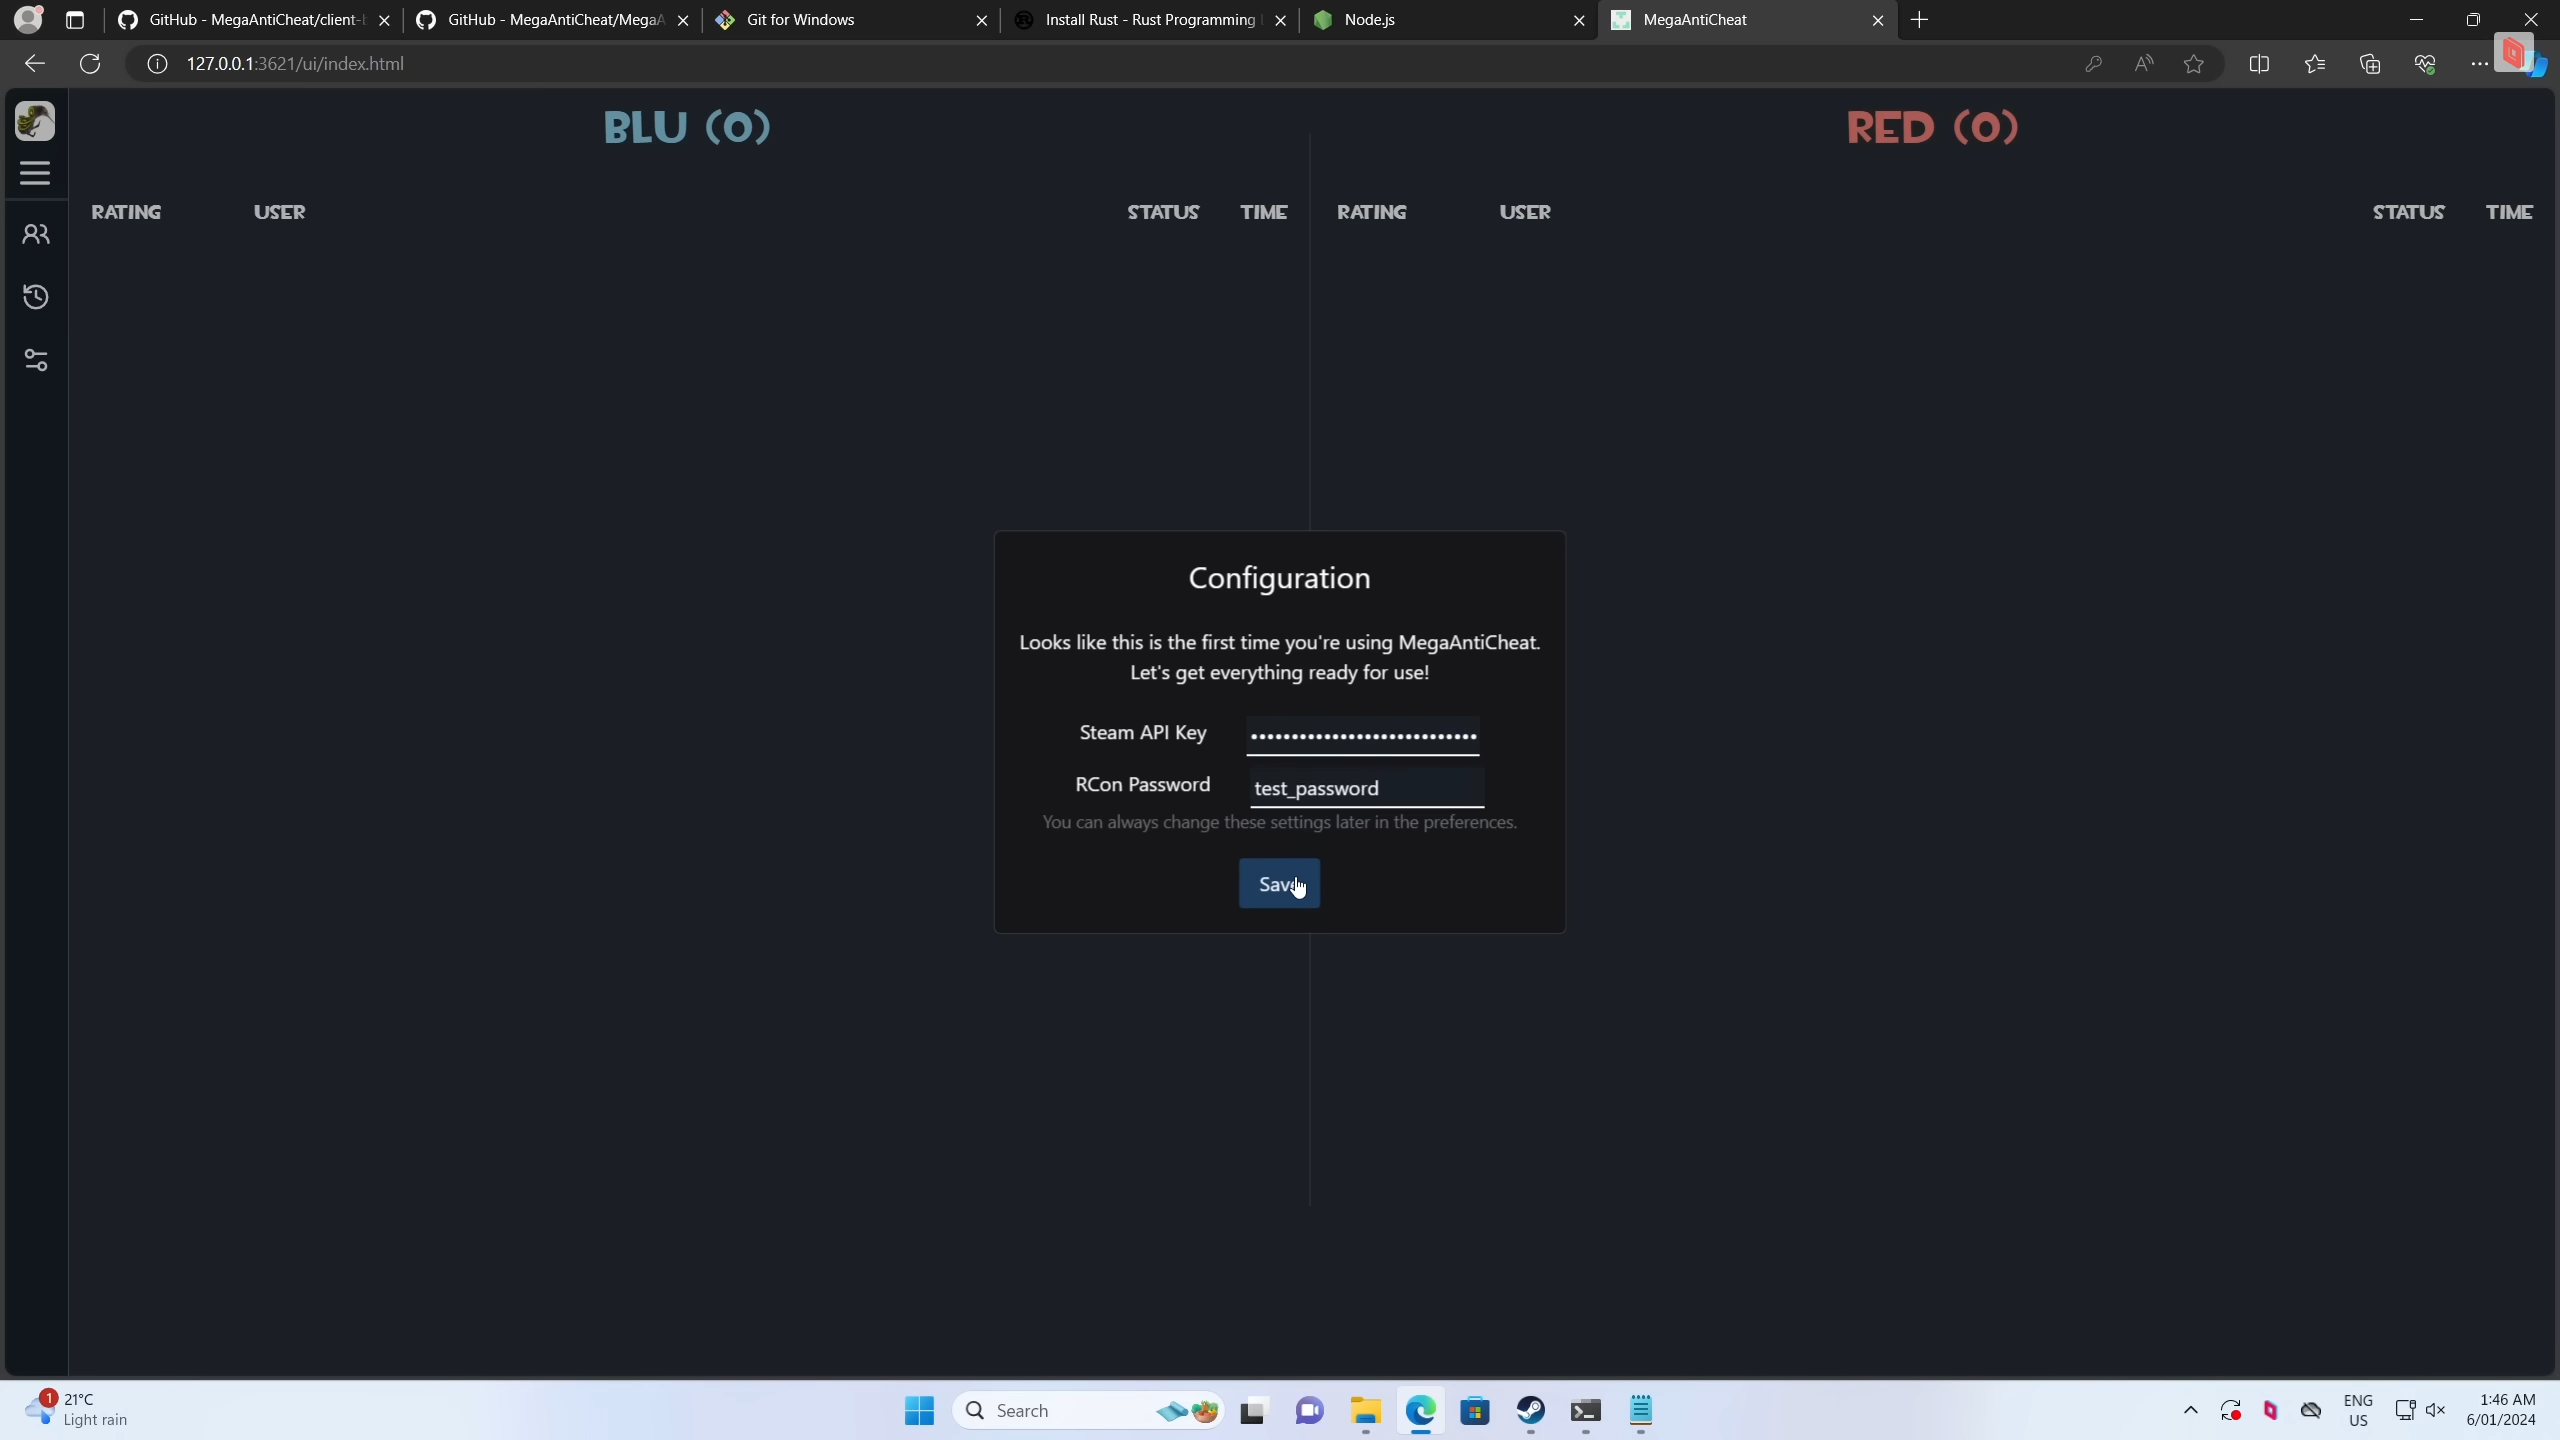 GitHub - MegaAntiCheat/client-b
GitHub - MegaAntiCheat/MegaA
Git for Windows
Install Rust - Rust Programming L
Node.js
MegaAntiCheat
127.0.0.1:3621/ui/index.html
BLU (0)
RED (0)
RATING USER STATUS TIME RATING USER STATUS TIME
Configuration
Looks like this is the first time you're using MegaAntiCheat.
Let's get everything ready for use!
Steam API Key ••••••••••••••••••••••••••••
RCon Password test_password
You can always change these settings later in the preferences.
Save
1
21°C
Light rain
Search
ENG
US
1:46 AM
6/01/2024